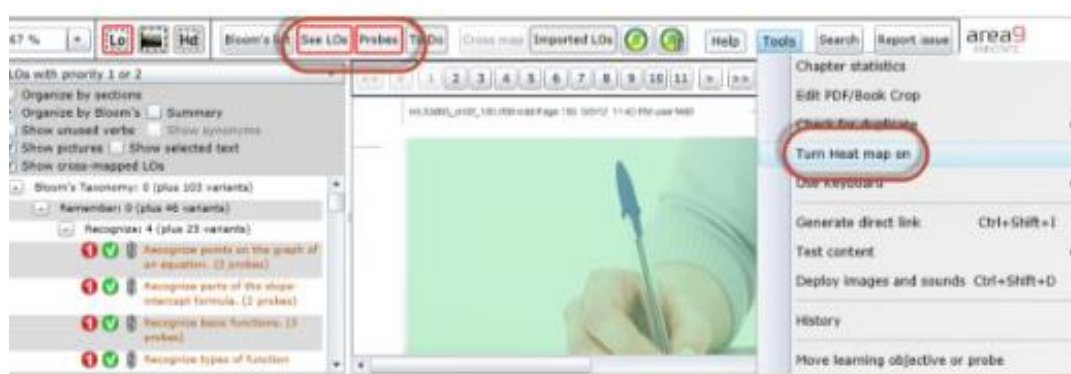 67 %
Lo
Hd
Bloom's list
See LOs
Probes
To Do
Cross map
Imported LOs
Help
Tools
Search
Report issue
area9
LOs with priority 1 or 2
Organize by sections
Organize by Bloom's Summary
Show unused verbs Show synonyms
Show pictures Show selected text
Show cross-mapped LOs
Bloom's Taxonomy: 0 (plus 103 variants)
Remember: 0 (plus 46 variants)
Recognize: 4 (plus 23 variants)
Recognize points on the graph of
an equation. (2 probes)
Recognize parts of the slope-
intercept formula. (2 probes)
Recognize basic functions. (3
probes)
Recognize types of function
<< < 1 2 3 4 5 6 7 8 9 10 11 > >>
Chapter statistics
Edit PDF/Book Crop
Check for duplicate
Turn Heat map on
Use Keyboard
Generate direct link Ctrl+Shift+I
Test content
Deploy images and sounds Ctrl+Shift+D
History
Move learning objective or probe